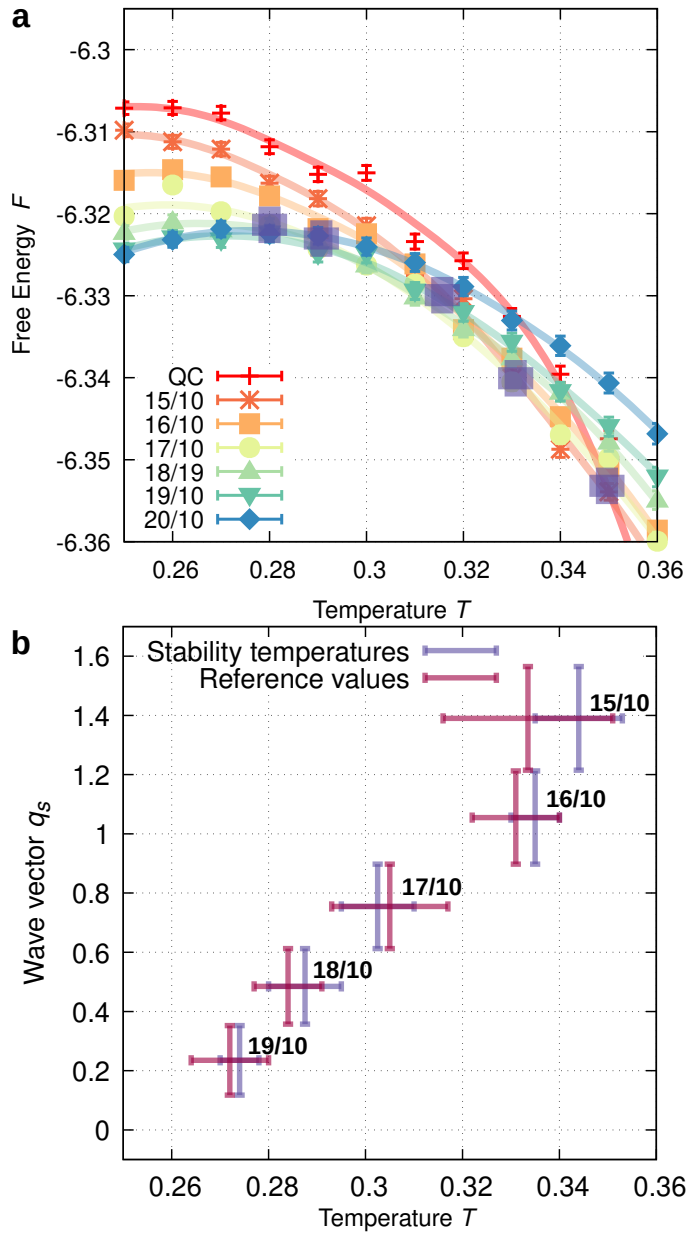 a
-6.3
-6.31
-6.32
-6.33
-6.34
-6.35
-6.36
Free Energy F
QC
15/10
16/10
17/10
18/19
19/10
20/10
0.26 0.28 0.3 0.32 0.34 0.36
Temperature T
b
1.6
1.4
1.2
1
0.8
0.6
0.4
0.2
0
Wave vector qs
Stability temperatures
Reference values
15/10
16/10
17/10
18/10
19/10
0.26 0.28 0.3 0.32 0.34 0.36
Temperature T